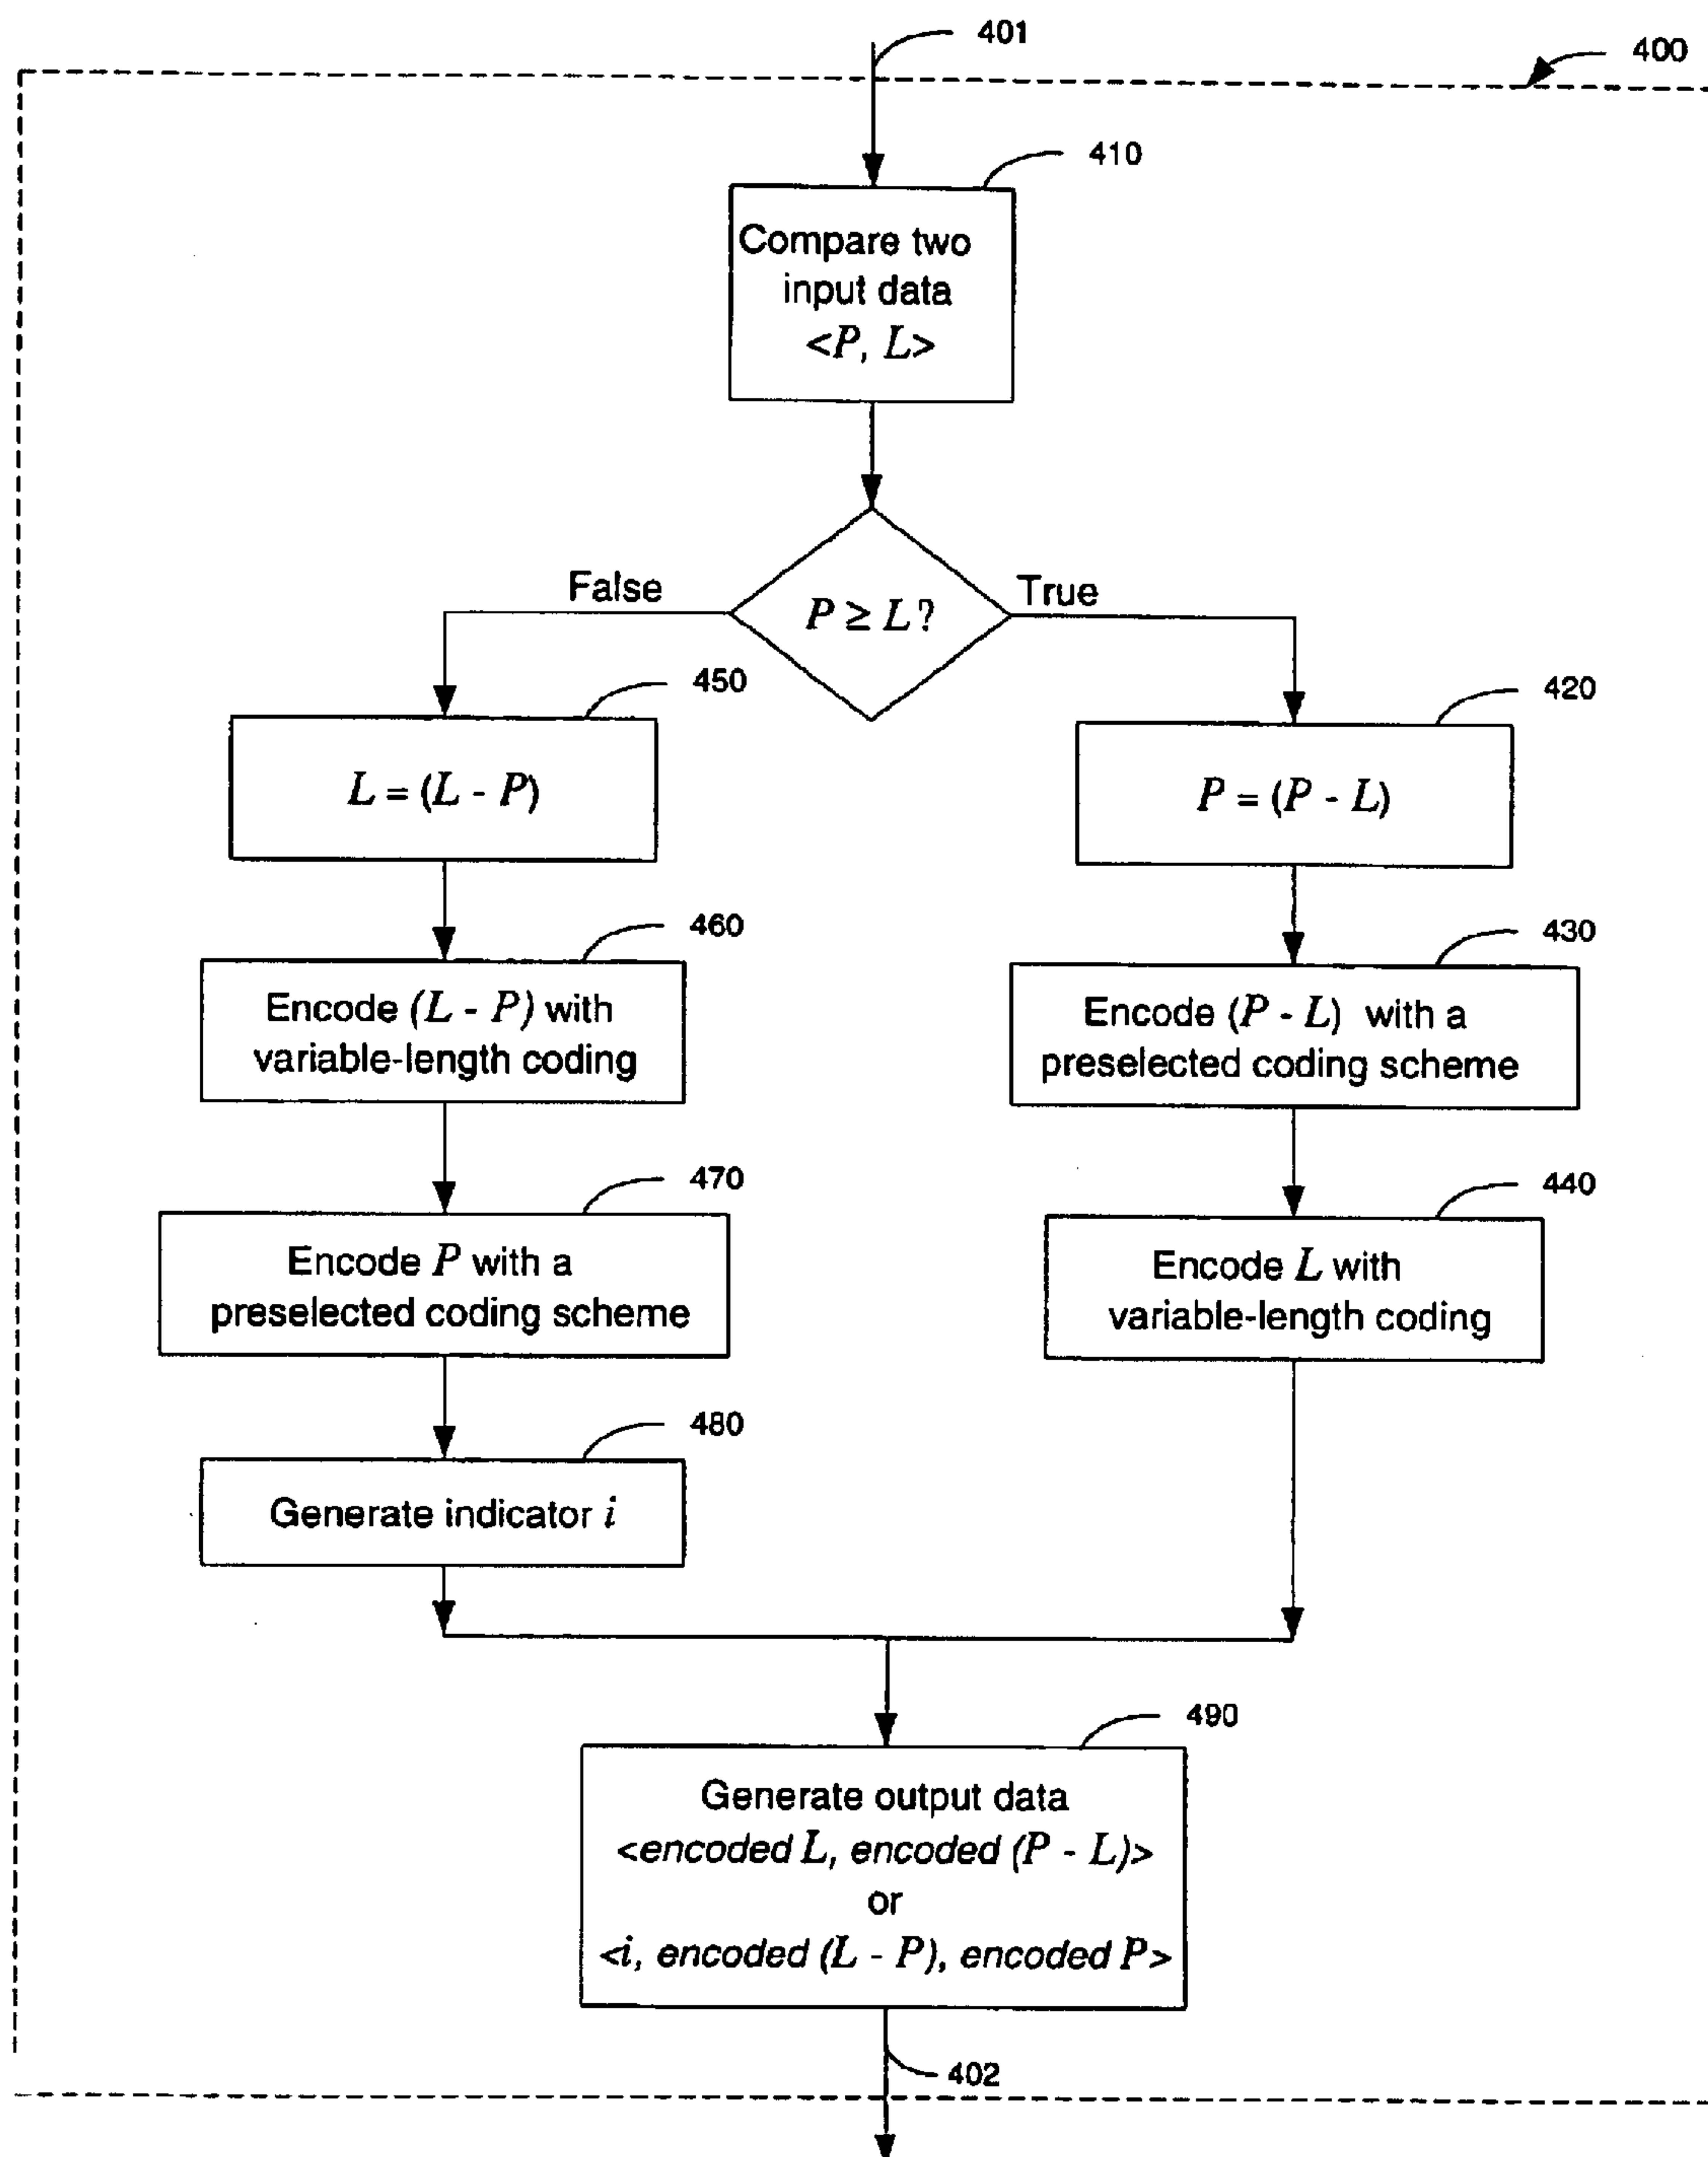 401
400
410
Compare two
input data
<P, L>
False
P ≥ L?
True
450
420
L = (L - P)
P = (P - L)
460
430
Encode (L - P) with
variable-length coding
Encode (P - L) with a
preselected coding scheme
470
440
Encode P with a
preselected coding scheme
Encode L with
variable-length coding
480
Generate indicator i
490
Generate output data
<encoded L, encoded (P - L)>
or
<i, encoded (L - P), encoded P>
402